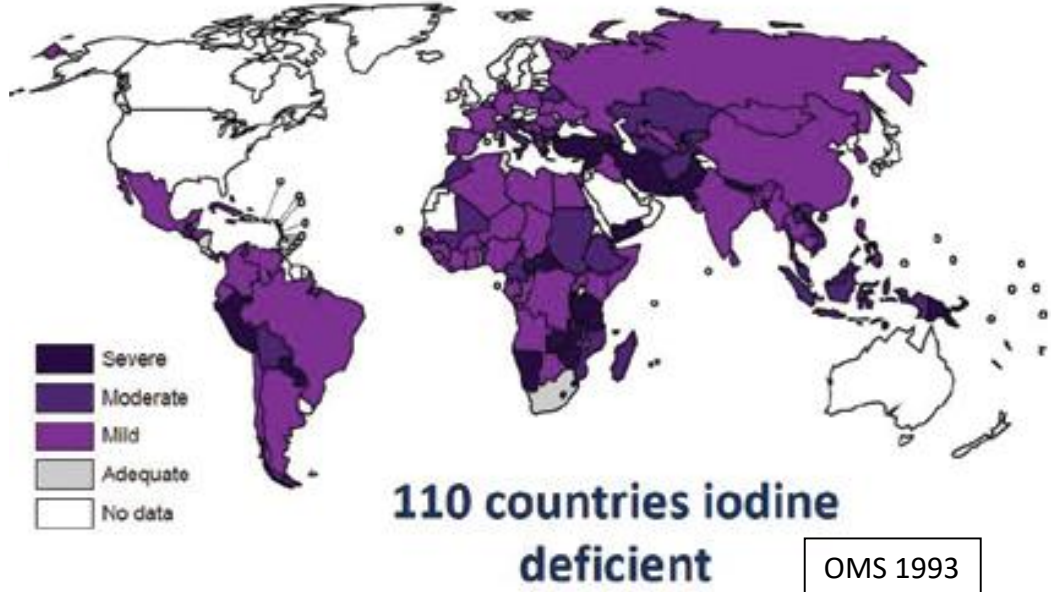 Severe
Moderate
Mild
Adequate
No data
110 countries iodine
deficient
OMS 1993